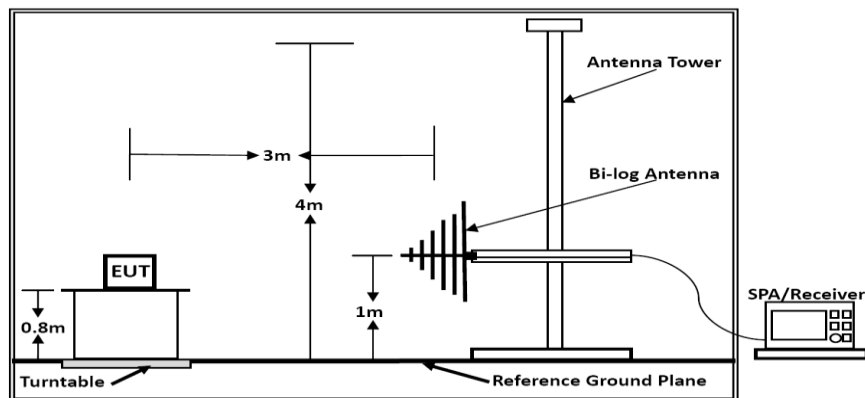 Antenna Tower
3m
Bi-log Antenna
4m
EUT
SPA/Receiver
0.8m
1m
Turntable
Reference Ground Plane